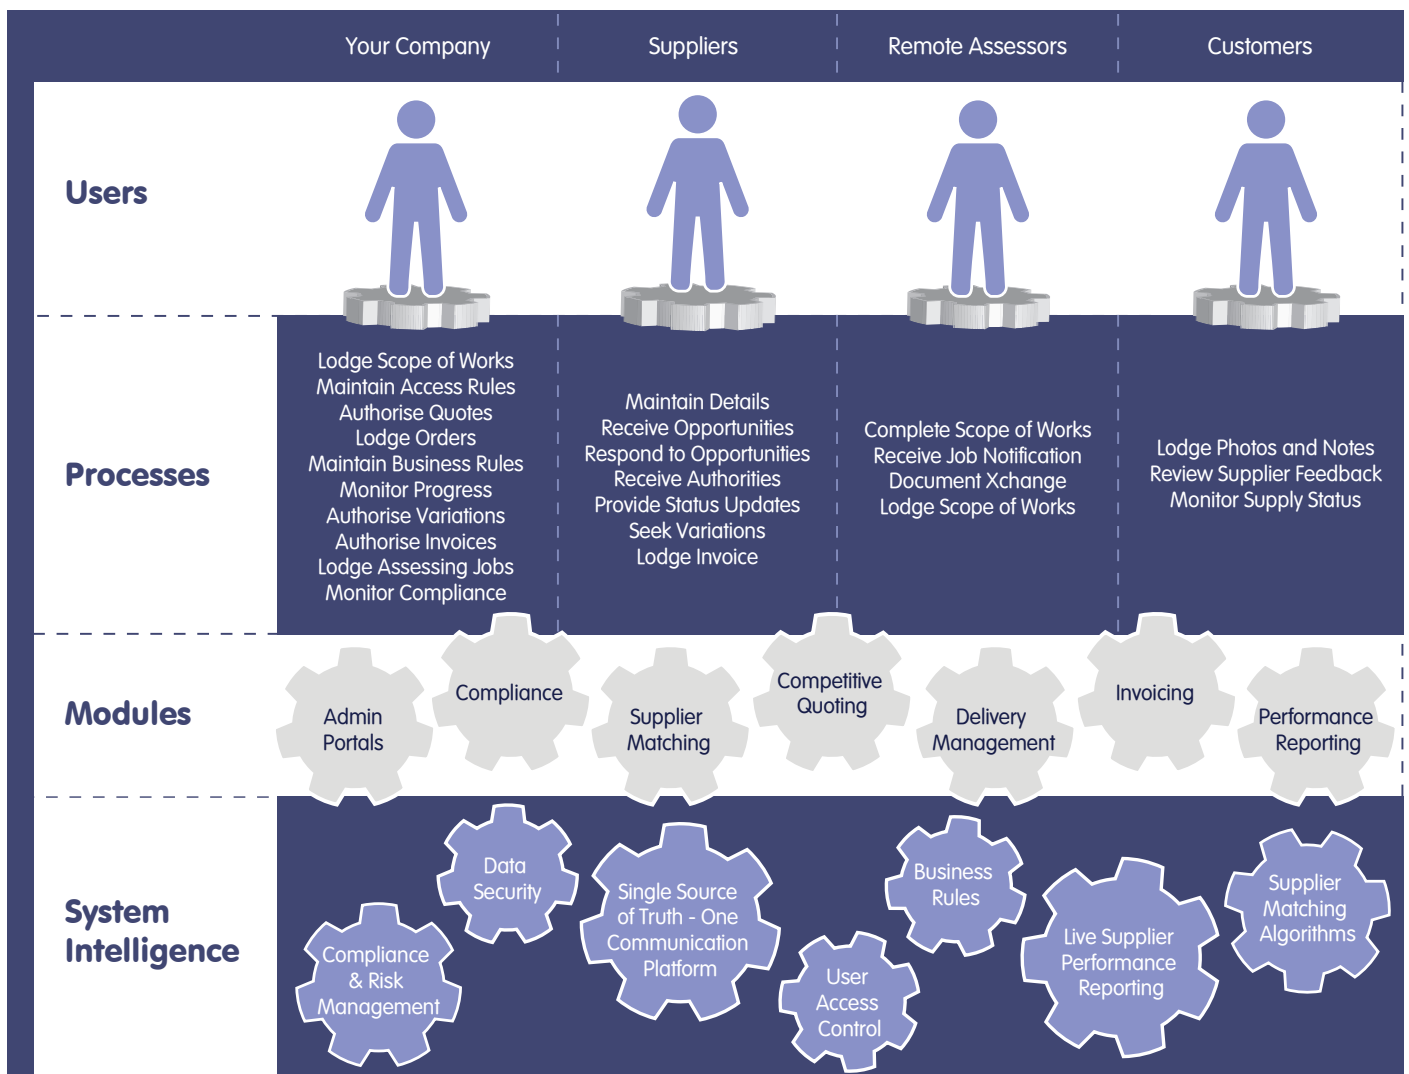 Your Company
Suppliers
Remote Assessors
Customers
Users
Processes
Lodge Scope of Works
Maintain Access Rules
Authorise Quotes
Lodge Orders
Maintain Business Rules
Monitor Progress
Authorise Variations
Authorise Invoices
Lodge Assessing Jobs
Monitor Compliance
Maintain Details
Receive Opportunities
Respond to Opportunities
Receive Authorities
Provide Status Updates
Seek Variations
Lodge Invoice
Complete Scope of Works
Receive Job Notification
Document Xchange
Lodge Scope of Works
Lodge Photos and Notes
Review Supplier Feedback
Monitor Supply Status
Modules
Admin
Portals
Compliance
Supplier
Matching
Competitive
Quoting
Delivery
Management
Invoicing
Performance
Reporting
System
Intelligence
Compliance
& Risk
Management
Data
Security
Single Source
of Truth - One
Communication
Platform
User
Access
Control
Business
Rules
Live Supplier
Performance
Reporting
Supplier
Matching
Algorithms